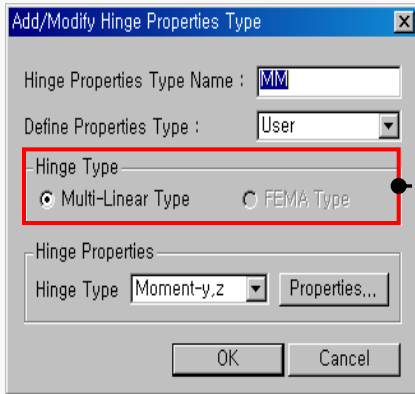 Add/Modify Hinge Properties Type
Hinge Properties Type Name : MM
Define Properties Type : User
Hinge Type
Multi-Linear Type FEMA Type
Hinge Properties
Hinge Type Moment-y,z Properties...
OK Cancel